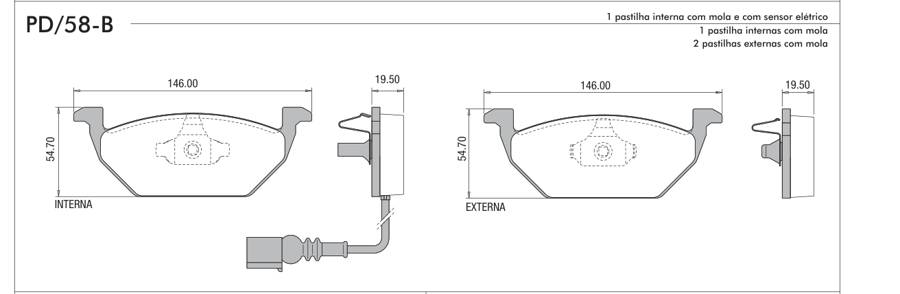 PD/58-B
1 pastilha interna com mola e com sensor elétrico
1 pastilha internas com mola
2 pastilhas externas com mola
146.00
19.50
54.70
INTERNA
146.00
19.50
54.70
EXTERNA